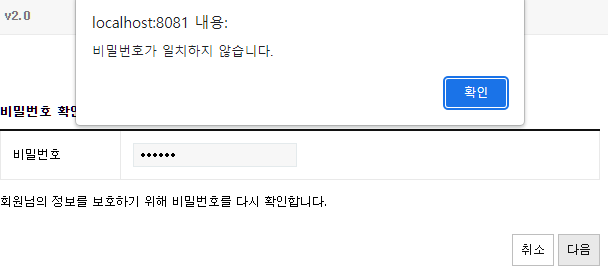 v2.0
localhost:8081 내용:
비밀번호가 일치하지 않습니다.
확인
비밀번호 확인
비밀번호
••••••
회원님의 정보를 보호하기 위해 비밀번호를 다시 확인합니다.
취소 다음